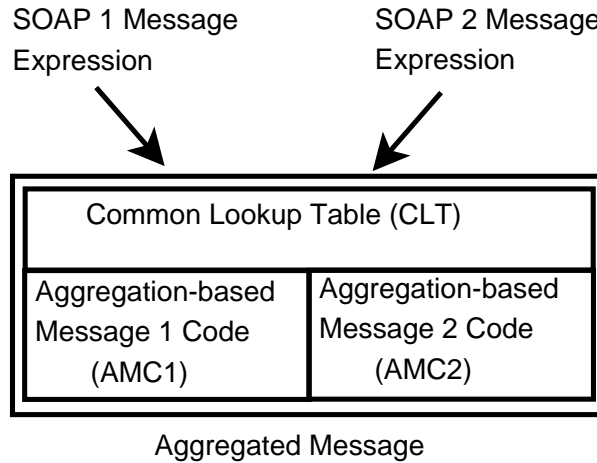 SOAP 1 Message
Expression
SOAP 2 Message
Expression
Common Lookup Table (CLT)
Aggregation-based
Message 1 Code
(AMC1)
Aggregation-based
Message 2 Code
(AMC2)
Aggregated Message